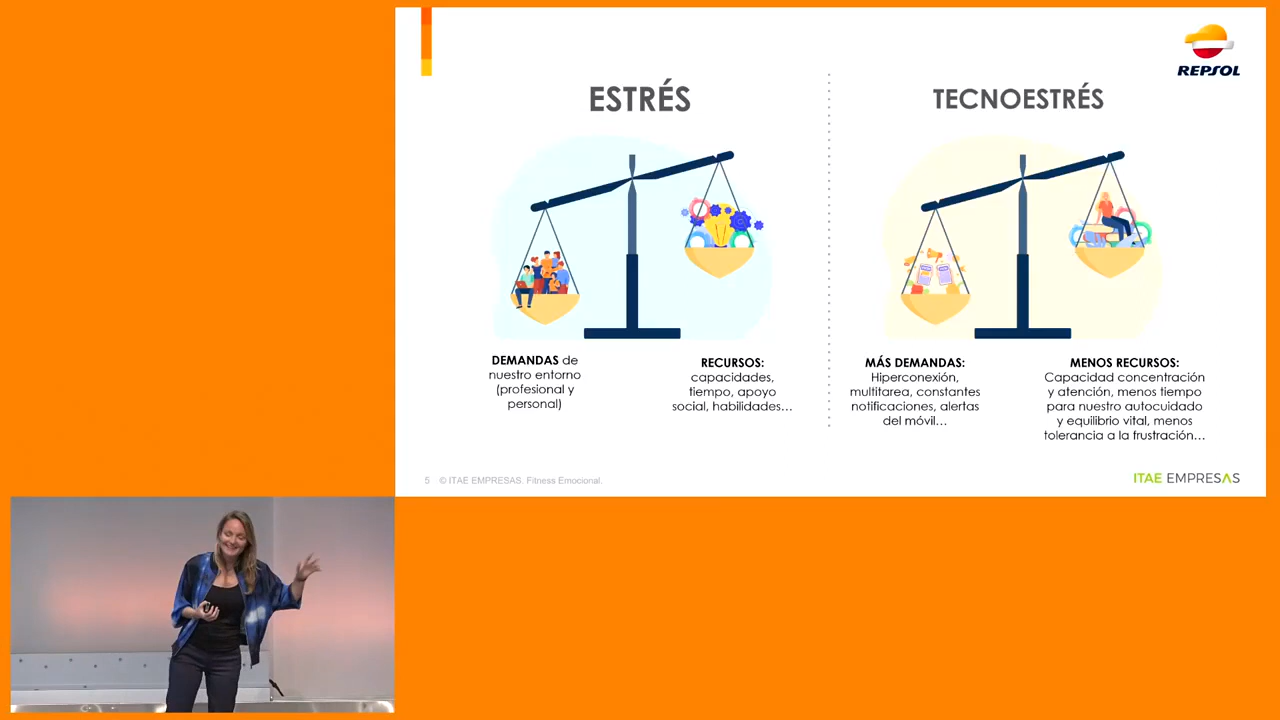 REPSOL
ESTRÉS
TECNOESTRÉS
DEMANDAS de
nuestro entorno
(profesional y
personal)
RECURSOS:
capacidades,
tiempo, apoyo
social, habilidades...
MÁS DEMANDAS:
Hiperconexión,
multitarea, constantes
notificaciones, alertas
del móvil...
MENOS RECURSOS:
Capacidad concentración
y atención, menos tiempo
para nuestro autocuidado
y equilibrio vital, menos
tolerancia a la frustración...
5 © ITAE EMPRESAS. Fitness Emocional.
ITAE EMPRESAS